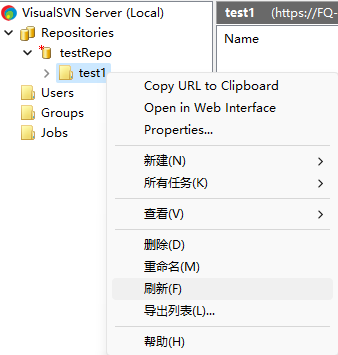 VisualSVN Server (Local)
Repositories
testRepo
test1
Users
Groups
Jobs
test1 (https://FQ-
Name
Copy URL to Clipboard
Open in Web Interface
Properties...
新建(N)
所有任务(K)
查看(V)
删除(D)
重命名(M)
刷新(F)
导出列表(L)...
帮助(H)